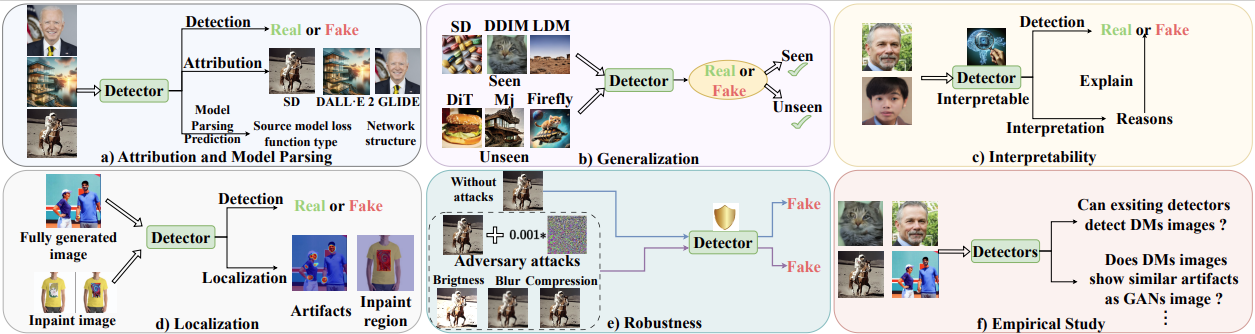 Detection
Real or Fake
Attribution
Detector
SD
DALL·E 2
GLIDE
Model
Parsing
Prediction
Source model loss
function type
Network
structure
a) Attribution and Model Parsing
SD
DDIM
LDM
Seen
DiT
Mj
Firefly
Unseen
Detector
Real or
Fake
Seen
Unseen
b) Generalization
Detection
Real or Fake
Detector
Interpretable
Explain
Interpretation
Reasons
c) Interpretability
Fully generated
image
Inpaint image
Detector
Detection
Real or Fake
Localization
Artifacts
Inpaint
region
d) Localization
Without
attacks
0.001*
Adversary attacks
Brigtness
Blur
Compression
Detector
Fake
Fake
e) Robustness
Detectors
Can exsiting detectors
detect DMs images ?
Does DMs images
show similar artifacts
as GANs image ?
f) Empirical Study